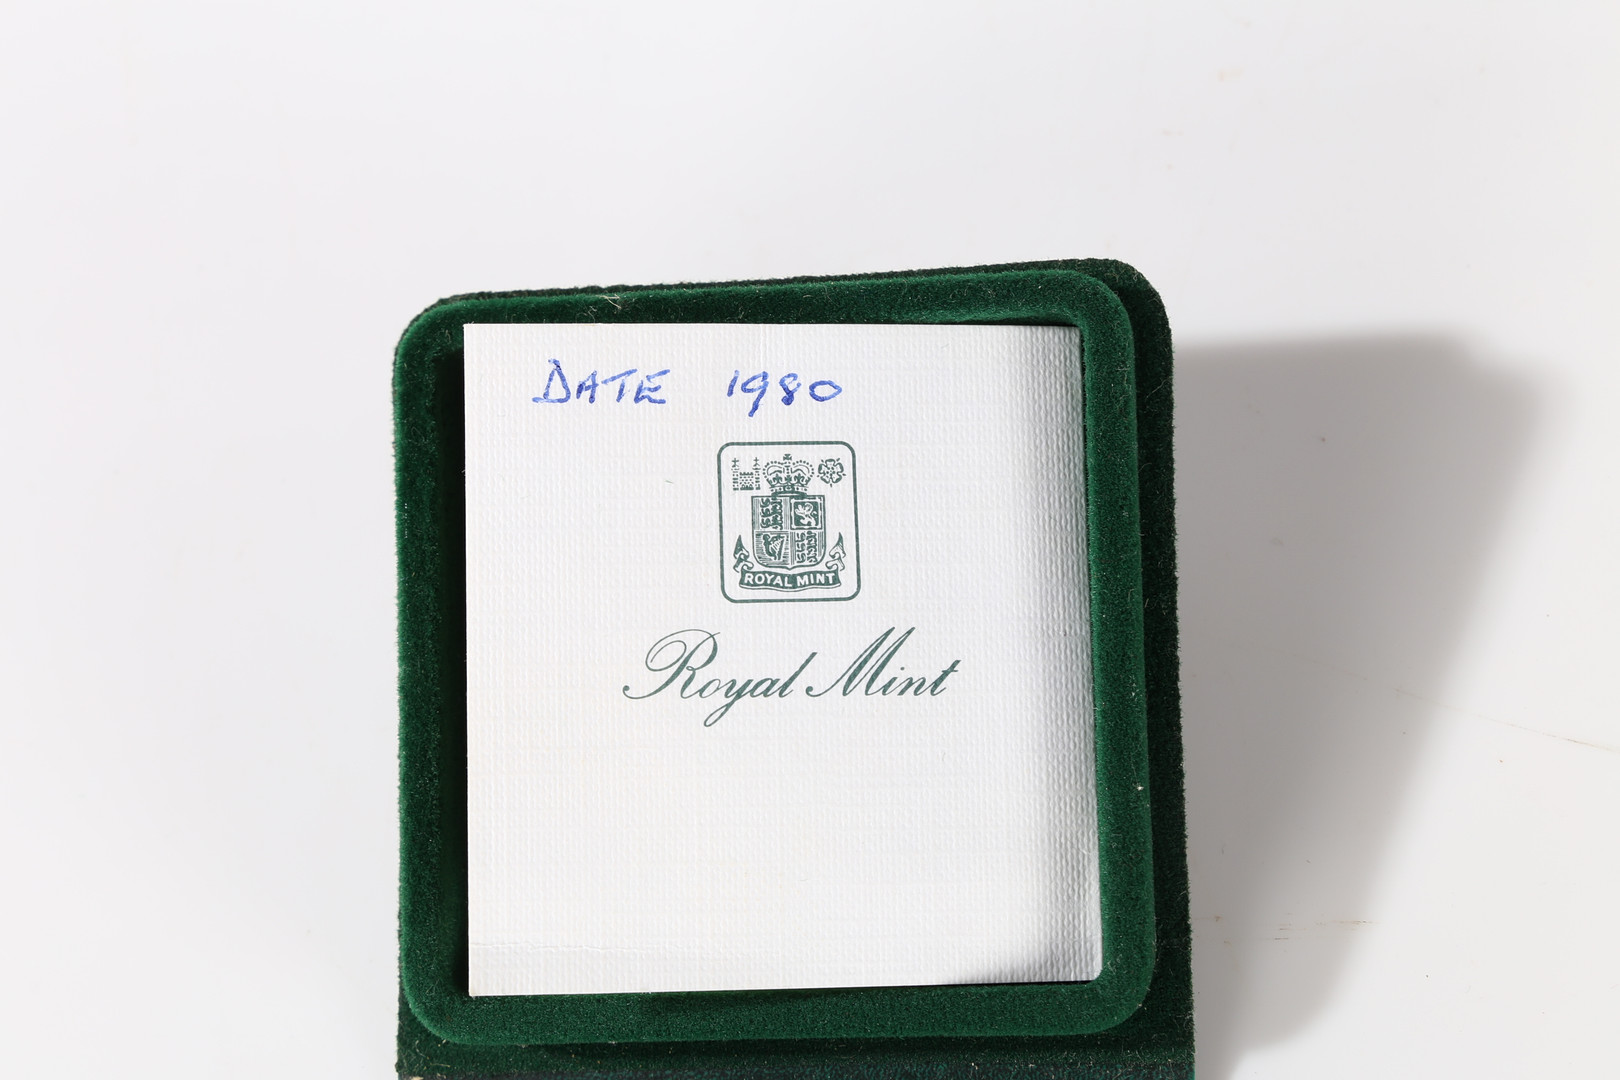 DATE 1980
ROYAL MINT
Royal Mint